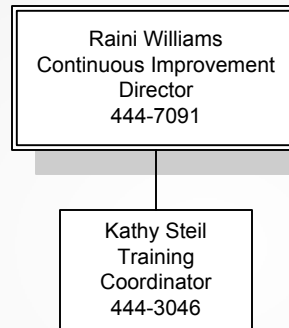 Raini Williams
Continuous Improvement
Director
444-7091
Kathy Steil
Training
Coordinator
444-3046